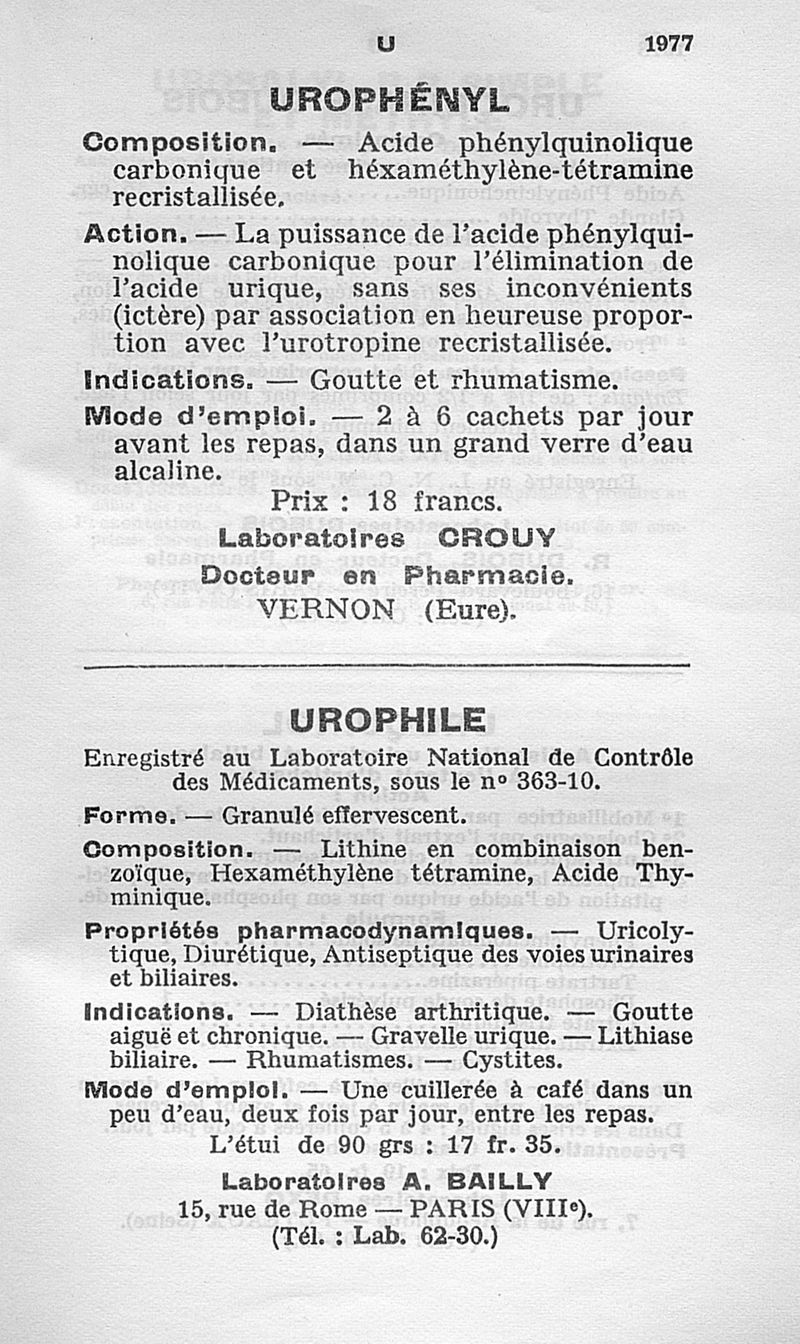 U 1977
UROPHÉNYL
Composition. — Acide phénylquinolique
carbonique et héxaméthylène-tétramine
recristallisée.
Action. — La puissance de l'acide phénylqui-
nolique carbonique pour l'élimination de
l'acide urique, sans ses inconvénients
(ictère) par association en heureuse propor-
tion avec l'urotropine recristallisée.
Indications. — Goutte et rhumatisme.
Mode d'emploi. — 2 à 6 cachets par jour
avant les repas, dans un grand verre d'eau
alcaline.
Prix : 18 francs.
Laboratoires CROUY
Docteur en Pharmacie.
VERNON (Eure).
UROPHILE
Enregistré au Laboratoire National de Contrôle
des Médicaments, sous le nº 363-10.
Forme. — Granulé effervescent.
Composition. — Lithine en combinaison ben-
zoïque, Hexaméthylène tétramine, Acide Thy-
minique.
Propriétés pharmacodynamiques. — Uricoly-
tique, Diurétique, Antiseptique des voies urinaires
et biliaires.
Indications. — Diathèse arthritique. — Goutte
aiguë et chronique. — Gravelle urique. — Lithiase
biliaire. — Rhumatismes. — Cystites.
Mode d'emploi. — Une cuillerée à café dans un
peu d'eau, deux fois par jour, entre les repas.
L'étui de 90 grs : 17 fr. 35.
Laboratoires A. BAILLY
15, rue de Rome — PARIS (VIIIe).
(Tél. : Lab. 62-30.)